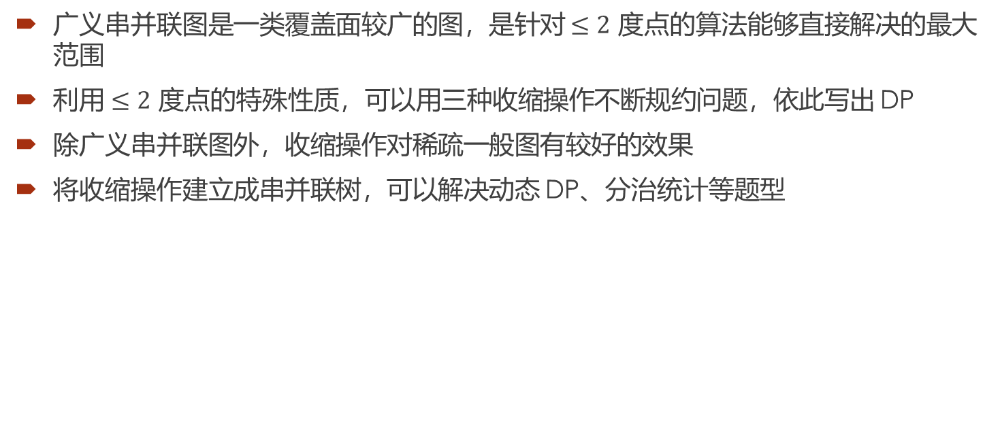 广义串并联图是一类覆盖面较广的图，是针对 ≤ 2 度点的算法能够直接解决的最大
范围
利用 ≤ 2 度点的特殊性质，可以用三种收缩操作不断规约问题，依此写出 DP
除广义串并联图外，收缩操作对稀疏一般图有较好的效果
将收缩操作建立成串并联树，可以解决动态 DP、分治统计等题型